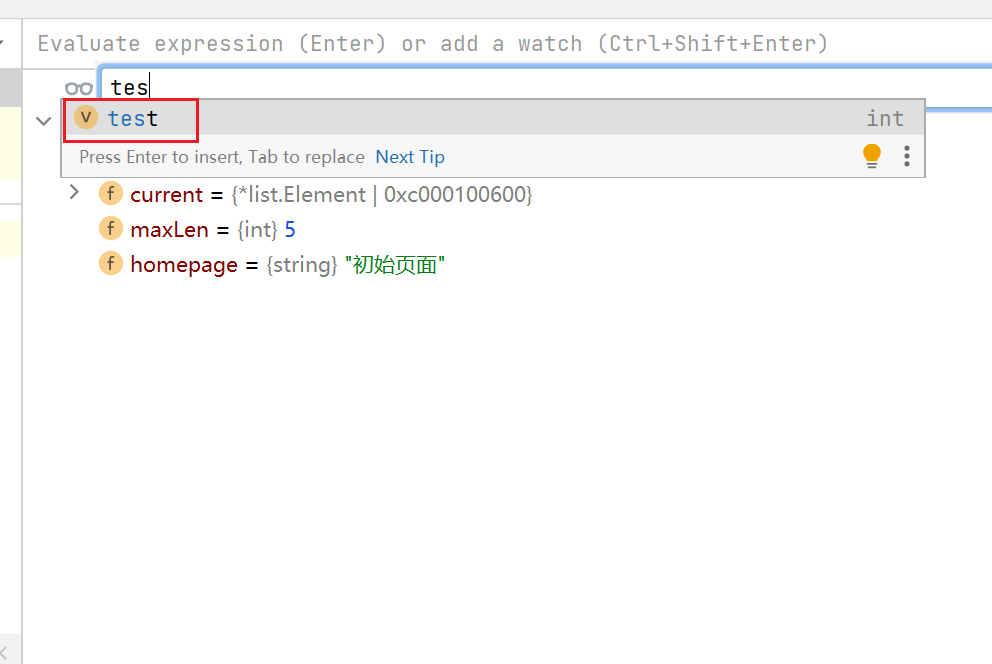 Evaluate expression (Enter) or add a watch (Ctrl+Shift+Enter)
tes
V test int
Press Enter to insert, Tab to replace Next Tip
f current = {*list.Element | 0xc000100600}
f maxLen = {int} 5
f homepage = {string} "初始页面"